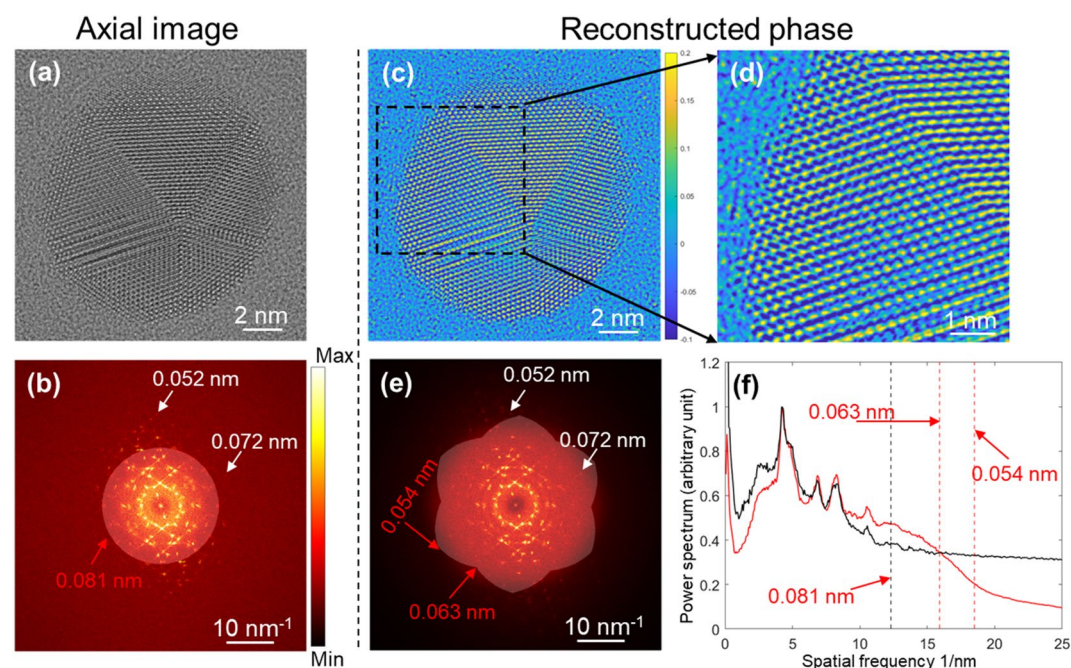 Axial image
Reconstructed phase
(a)
2 nm
(c)
2 nm
0.2
0.15
0.1
0.05
0
-0.05
-0.1
(d)
1 nm
(b)
0.052 nm
0.072 nm
0.081 nm
10 nm-1
Max
Min
(e)
0.052 nm
0.072 nm
0.054 nm
0.063 nm
10 nm-1
(f)
Power spectrum (arbitrary unit)
1.2
1
0.8
0.6
0.4
0.2
0
0.063 nm
0.054 nm
0.081 nm
0 5 10 15 20 25
Spatial frequency 1/nm